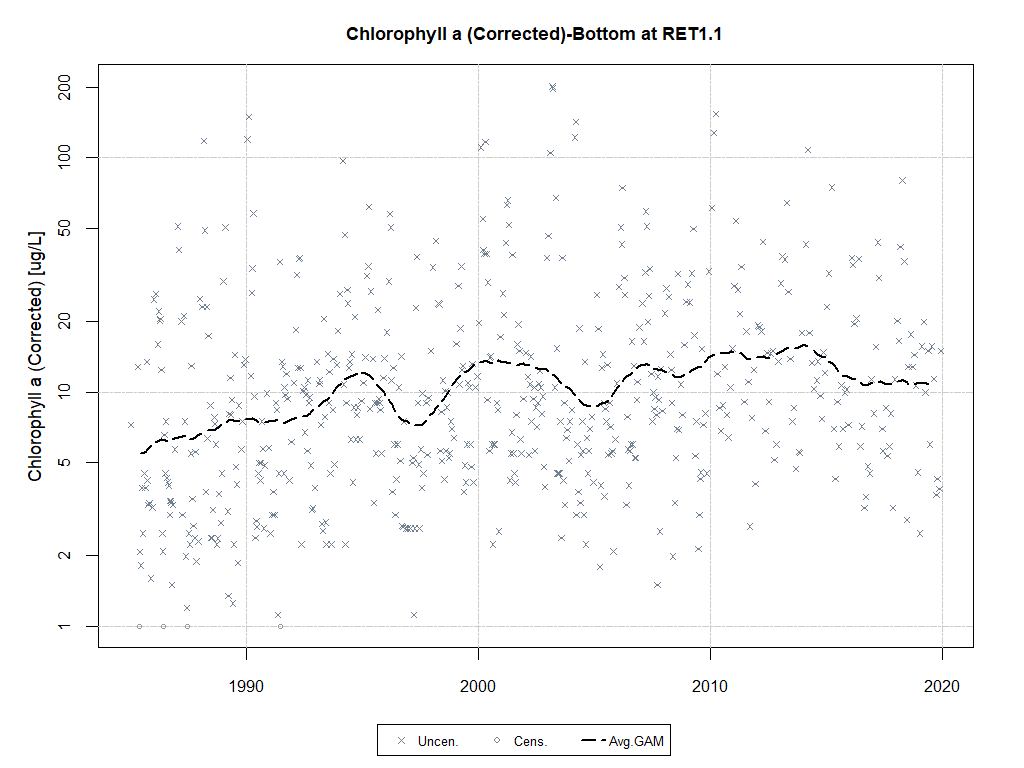 Chlorophyll a (Corrected)-Bottom at RET1.1
Chlorophyll a (Corrected) [ug/L]
200
100
50
20
10
5
2
1
1990 2000 2010 2020
Uncen. Cens. Avg.GAM